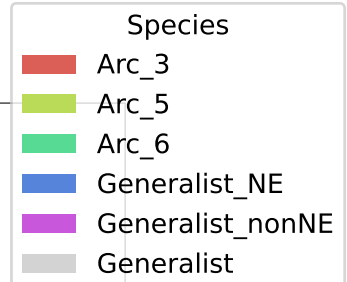 Species
Arc_3
Arc_5
Arc_6
Generalist_NE
Generalist_nonNE
Generalist